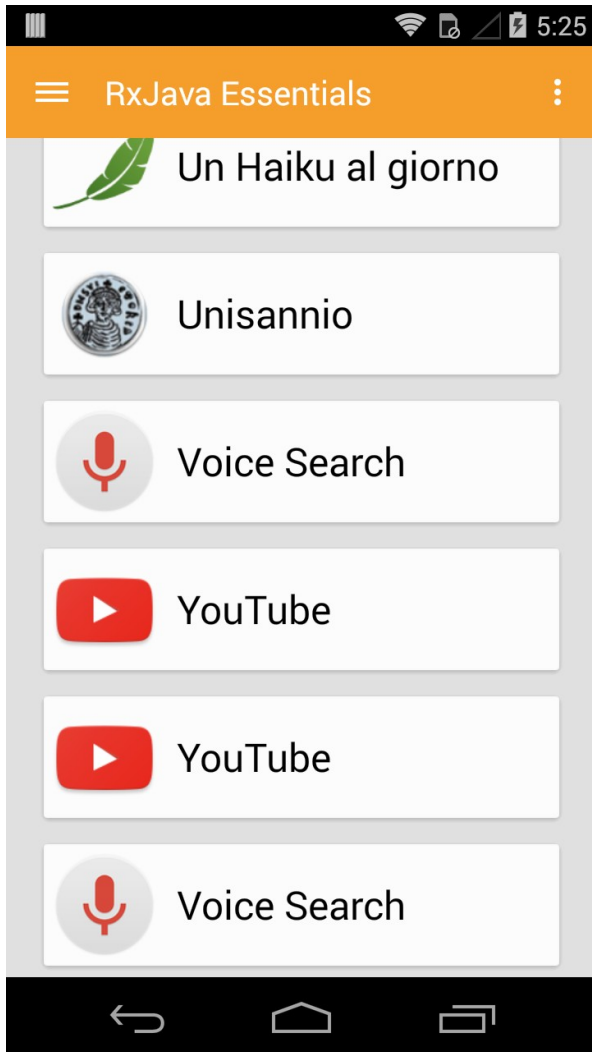 5:25
RxJava Essentials
Un Haiku al giorno
Unisannio
Voice Search
YouTube
YouTube
Voice Search